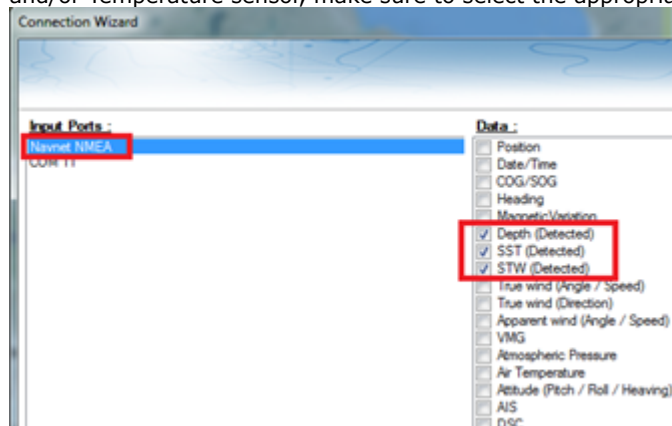 and/or Temperature sensor, make sure to select the appropria
Connection Wizard
Input Ports :
Navnet NMEA
COM 11
Data :
Position
Date/Time
COG/SOG
Heading
Magnetic Variation
Depth (Detected)
SST (Detected)
STW (Detected)
True wind (Angle / Speed)
True wind (Direction)
Apparent wind (Angle / Speed)
VMG
Atmospheric Pressure
Air Temperature
Attitude (Pitch / Roll / Heaving)
AIS
DSC